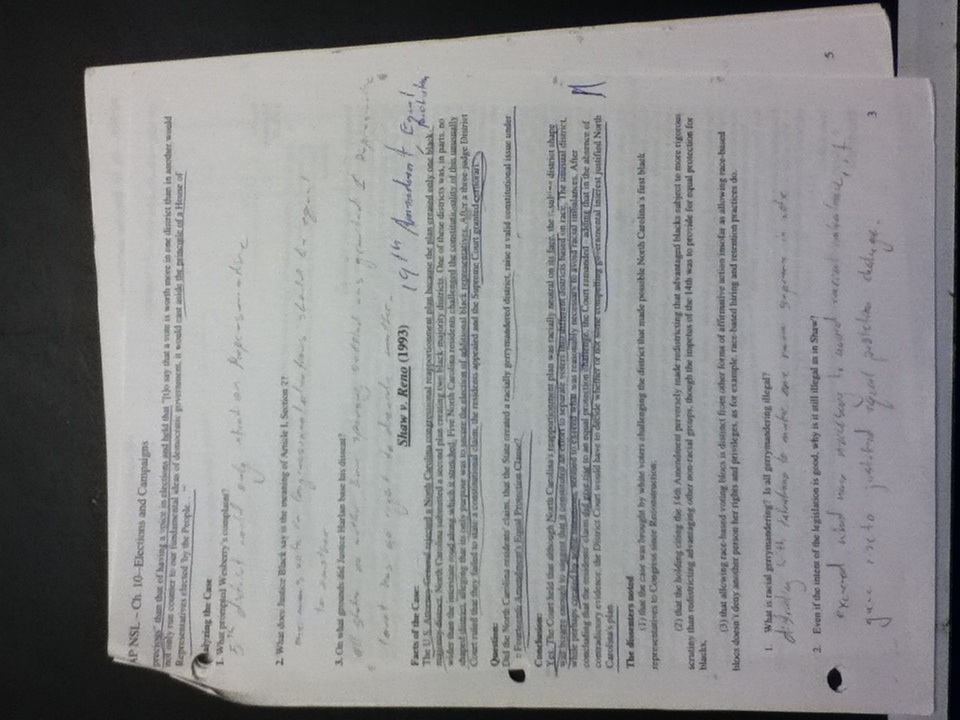 AP NSL – Ch. 10--Elections and Campaigns
precious" than that of having a voice in elections and held that "[t]o say that a vote is worth more in one district than in another would
not only run counter to our fundamental ideas of democratic government, it would cast aside the principle of a House of
Representatives elected 'by the People. . .'"
Analyzing the Case
1. What prompted Wesberry's complaint?
5th district could only
2. What does Justice Black say is the meaning of Article I, Section 2?
one mans vote in congressional elections should be equal
to another
3. On what grounds did Justice Harlan base his dissent?
all states no matter how was granted 1
court has no right to
Shaw v. Reno (1993)
19th Ammendment Equal
Protection
Facts of the Case:
The U.S. Attorney General rejected a North Carolina congressional reapportionment plan because the plan created only one black-
majority district. North Carolina submitted a second plan creating two black-majority districts. One of these districts was, in parts, no
wider than the interstate road along which it stretched. Five North Carolina residents challenged the constitutionality of this unusually
shaped district, alleging that its only purpose was to secure the election of additional black representatives. After a three-judge District
Court ruled that they failed to state a constitutional claim, the residents appealed and the Supreme Court granted certiorari.
Question:
Did the North Carolina residents' claim, that the State created a racially gerrymandered district, raise a valid constitutional issue under
Fourteenth Amendment's Equal Protection Clause?
Conclusion:
Yes. The Court held that although North Carolina's reapportionment plan was racially neutral on its face, the resulting district shape
was bizarre enough to suggest that it constituted an effort to separate voters into different districts based on race. The unusual district,
while perhaps created by noble intentions, seemed to exceed what was reasonably necessary to avoid racial imbalances. After
concluding that the residents' claim did give rise to an equal protection challenge, the Court remanded – adding that in the absence of
contradictory evidence, the District Court would have to decide whether or not some compelling governmental interest justified North
Carolina's plan.
The dissenters noted
(1) that the case was brought by white voters challenging the district that made possible North Carolina's first black
representatives to Congress since Reconstruction;
(2) that the holding citing the 14th Amendment perversely made redistricting that advantaged blacks subject to more rigorous
scrutiny than redistricting advantaging other non-racial groups, though the impetus of the 14th was to provide for equal protection for
blacks,
(3) that allowing race-based voting blocs is distinct from other forms of affirmative action insofar as allowing race-based
blocs doesn't deny another person her rights and privileges, as for example, race-based hiring and retention practices do.
1. What is racial gerrymandering? Is all gerrymandering illegal?
districting with intentions to make one race supreme in vote
2. Even if the intent of the legislation is good, why is it still illegal as in Shaw?
exceeed what was necessary to avoid racial imbalance, it
gave rise to justified equal protection challenge.
3
5